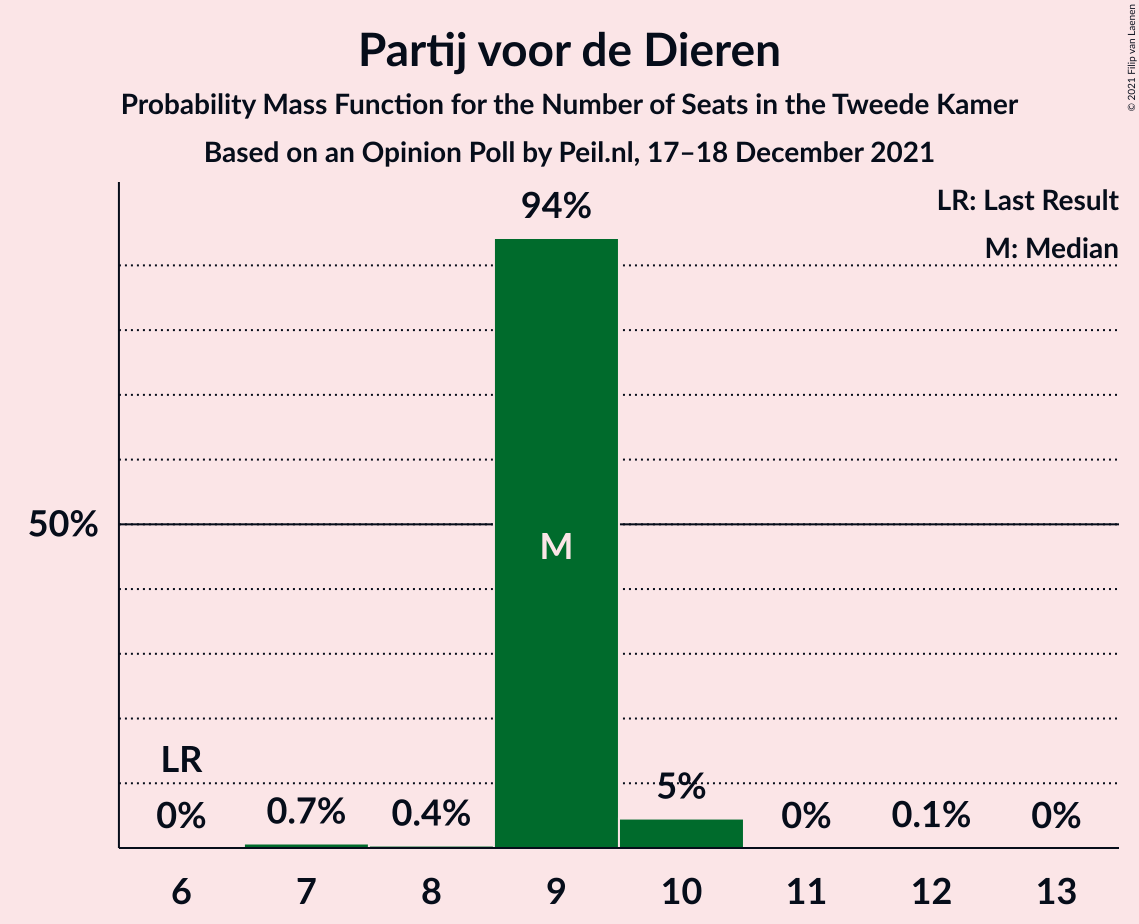 Partij voor de Dieren
Probability Mass Function for the Number of Seats in the Tweede Kamer
Based on an Opinion Poll by Peil.nl, 17–18 December 2021
© 2021 Filip van Laenen
LR: Last Result
M: Median
94%
50%
M
LR
0%
0.7%
0.4%
5%
0%
0.1%
0%
6 7 8 9 10 11 12 13